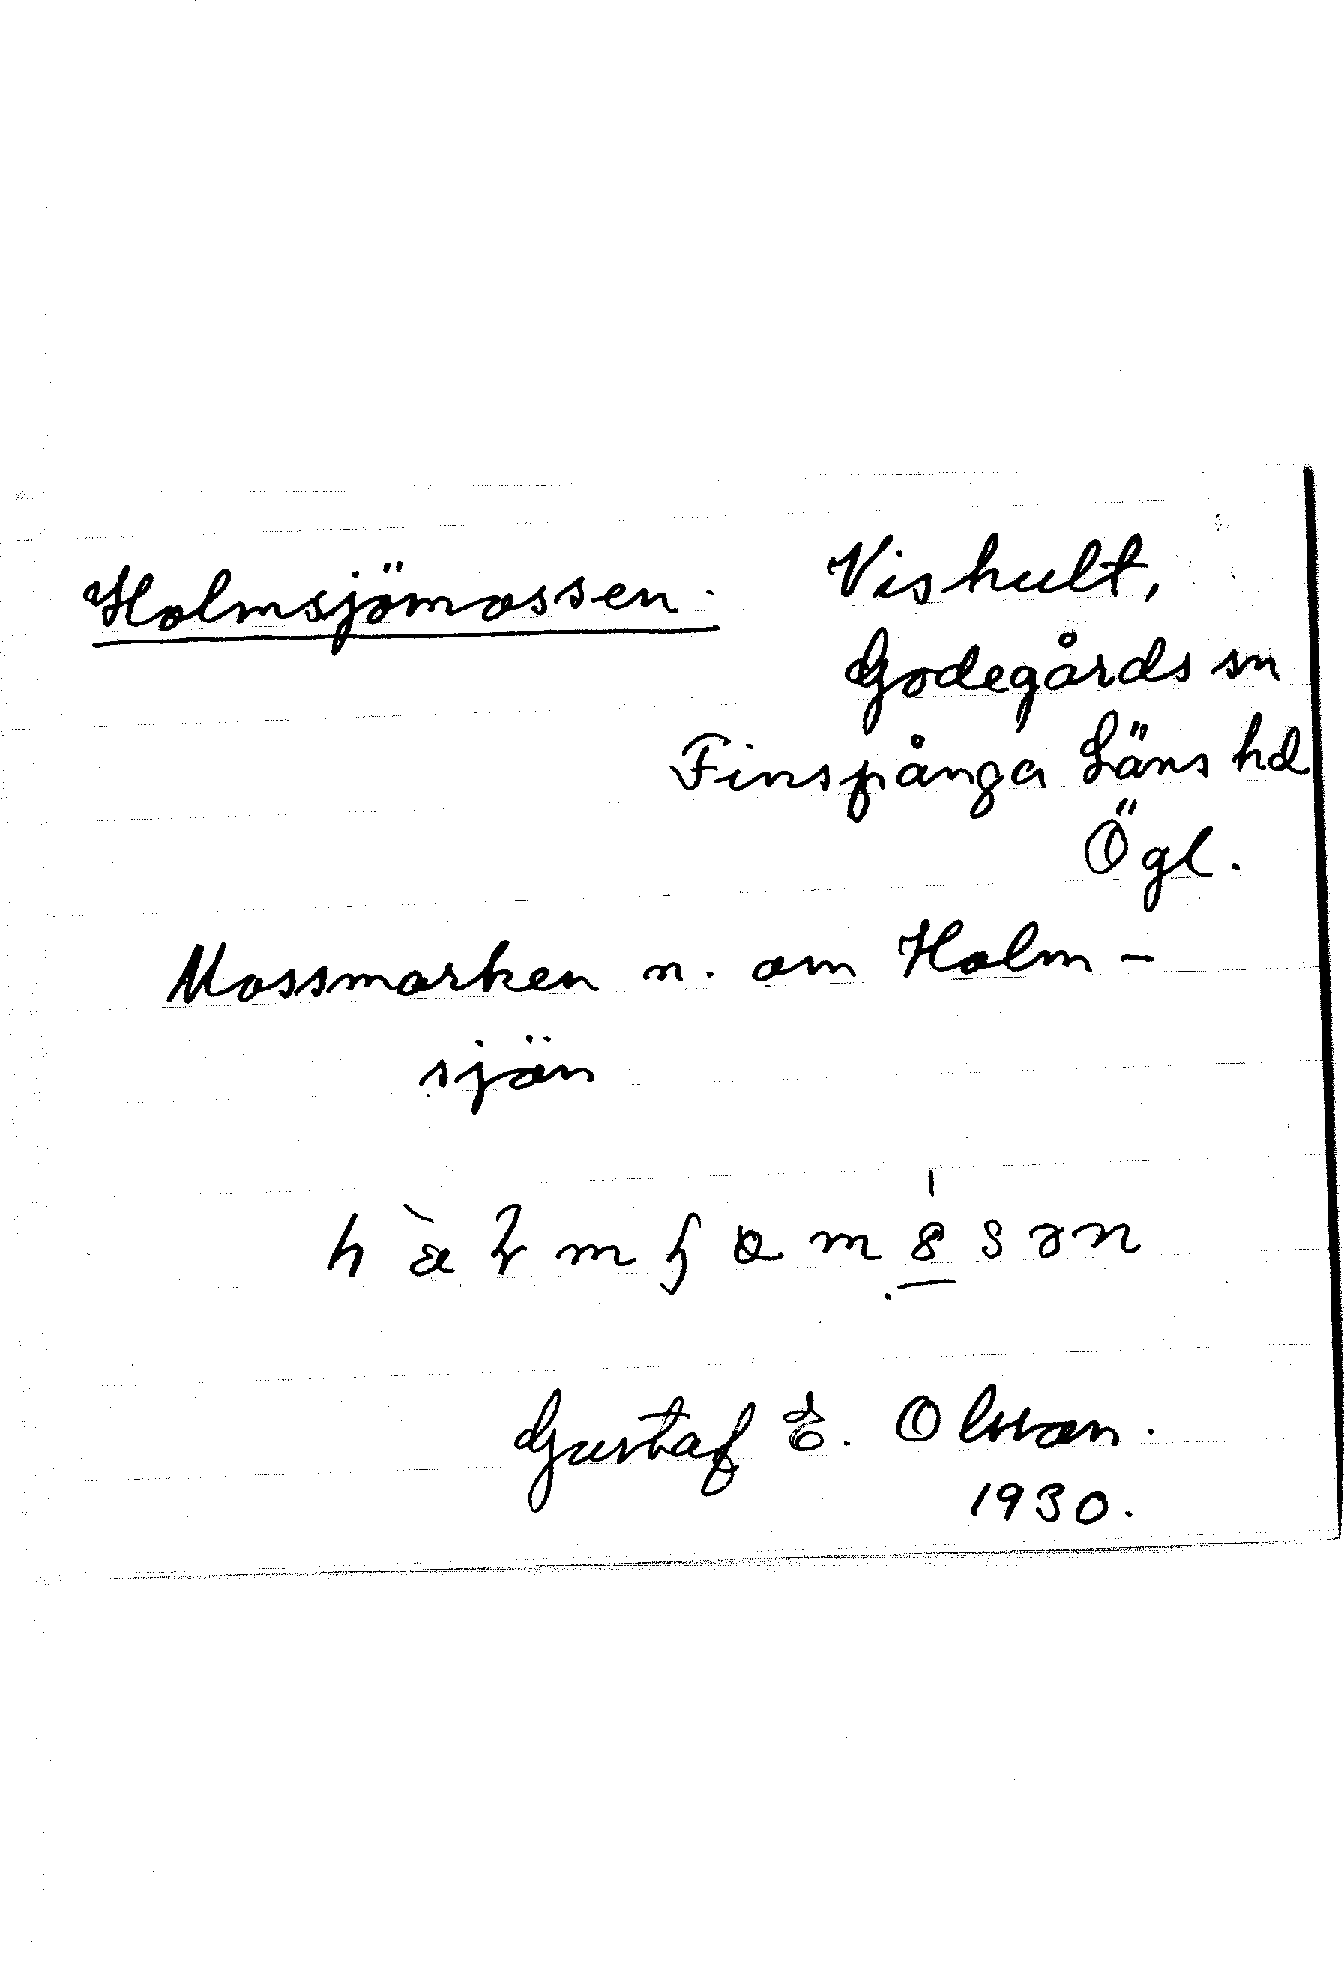 Holmsjömossen.
Vishult,
Godegårds sn
Finspånga Läns hd
Ögl.
Mossmarken n. om Holm-
sjön
Gustaf E. Olsson.
1930.